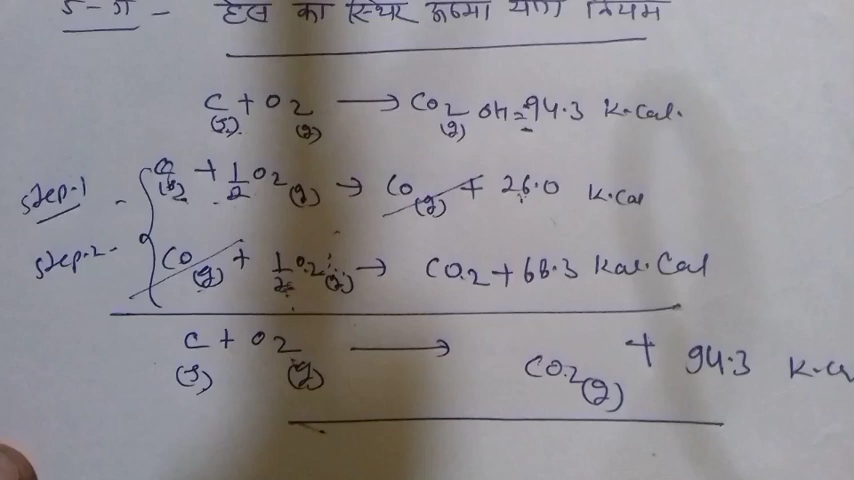 हेस का स्थिर ऊष्मा योग नियम
C(s) + O2(g) → CO2(g) ΔH = -94.3 K.Cal.
Step-1 - C(s) + 1/2 O2(g) → CO(g) + 26.0 K.Cal
Step-2 - CO(g) + 1/2 O2(g) → CO2 + 68.3 Kal.Cal
C(s) + O2(g) → CO2(g) + 94.3 K.Ca